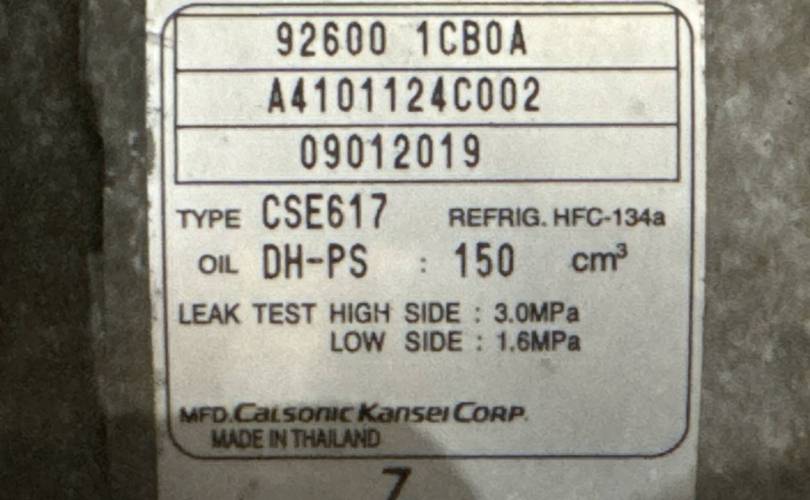 92600 1CB0A
A4101124C002
09012019
TYPE CSE617 REFRIG. HFC-134a
OIL DH-PS : 150 cm³
LEAK TEST HIGH SIDE : 3.0MPa
LOW SIDE : 1.6MPa
MFD. CALSONIC KANSEI CORP.
MADE IN THAILAND
7